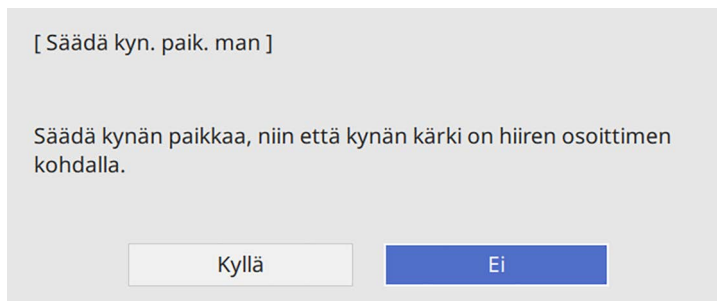 [ Säädä kyn. paik. man ]
Säädä kynän paikkaa, niin että kynän kärki on hiiren osoittimen
kohdalla.
Kyllä
Ei